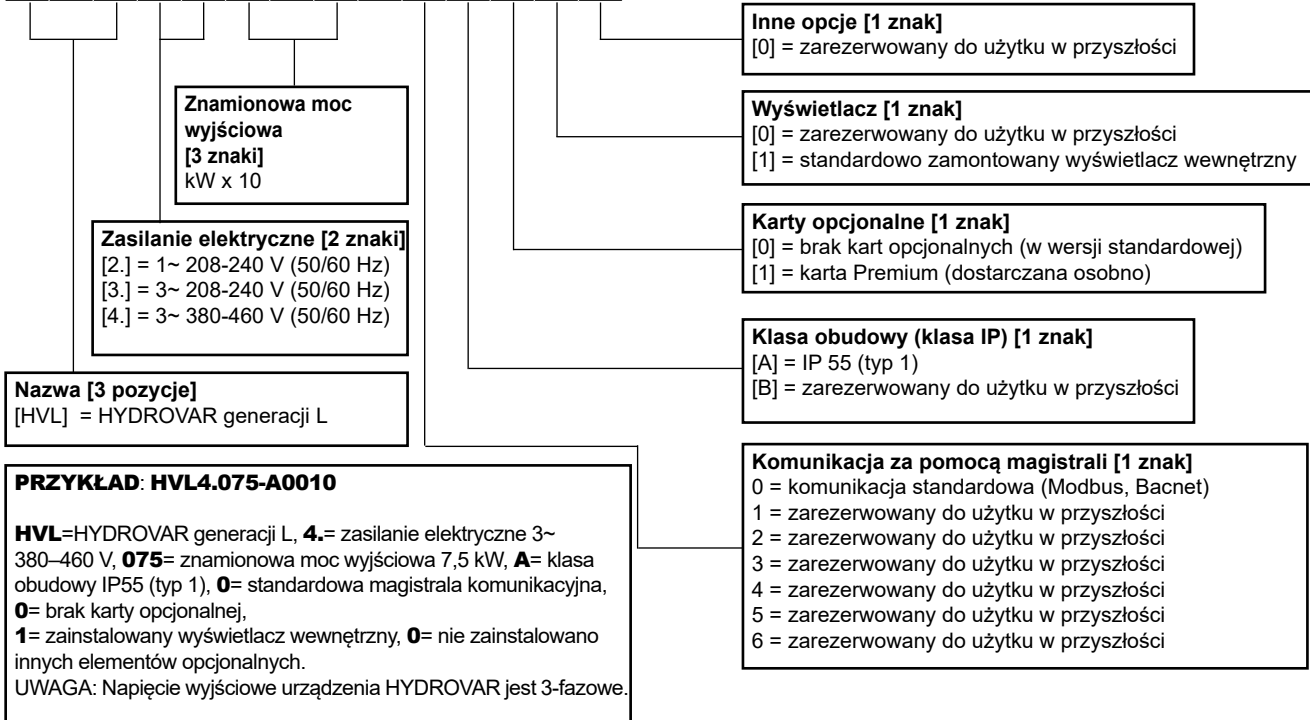 Znamionowa moc
wyjściowa
[3 znaki]
kW x 10
Zasilanie elektryczne [2 znaki]
[2.] = 1~ 208-240 V (50/60 Hz)
[3.] = 3~ 208-240 V (50/60 Hz)
[4.] = 3~ 380-460 V (50/60 Hz)
Nazwa [3 pozycje]
[HVL] = HYDROVAR generacji L
PRZYKŁAD: HVL4.075-A0010
HVL=HYDROVAR generacji L, 4.= zasilanie elektryczne 3~
380–460 V, 075= znamionowa moc wyjściowa 7,5 kW, A= klasa
obudowy IP55 (typ 1), 0= standardowa magistrala komunikacyjna,
0= brak karty opcjonalnej,
1= zainstalowany wyświetlacz wewnętrzny, 0= nie zainstalowano
innych elementów opcjonalnych.
UWAGA: Napięcie wyjściowe urządzenia HYDROVAR jest 3-fazowe.
Inne opcje [1 znak]
[0] = zarezerwowany do użytku w przyszłości
Wyświetlacz [1 znak]
[0] = zarezerwowany do użytku w przyszłości
[1] = standardowo zamontowany wyświetlacz wewnętrzny
Karty opcjonalne [1 znak]
[0] = brak kart opcjonalnych (w wersji standardowej)
[1] = karta Premium (dostarczana osobno)
Klasa obudowy (klasa IP) [1 znak]
[A] = IP 55 (typ 1)
[B] = zarezerwowany do użytku w przyszłości
Komunikacja za pomocą magistrali [1 znak]
0 = komunikacja standardowa (Modbus, Bacnet)
1 = zarezerwowany do użytku w przyszłości
2 = zarezerwowany do użytku w przyszłości
3 = zarezerwowany do użytku w przyszłości
4 = zarezerwowany do użytku w przyszłości
5 = zarezerwowany do użytku w przyszłości
6 = zarezerwowany do użytku w przyszłości